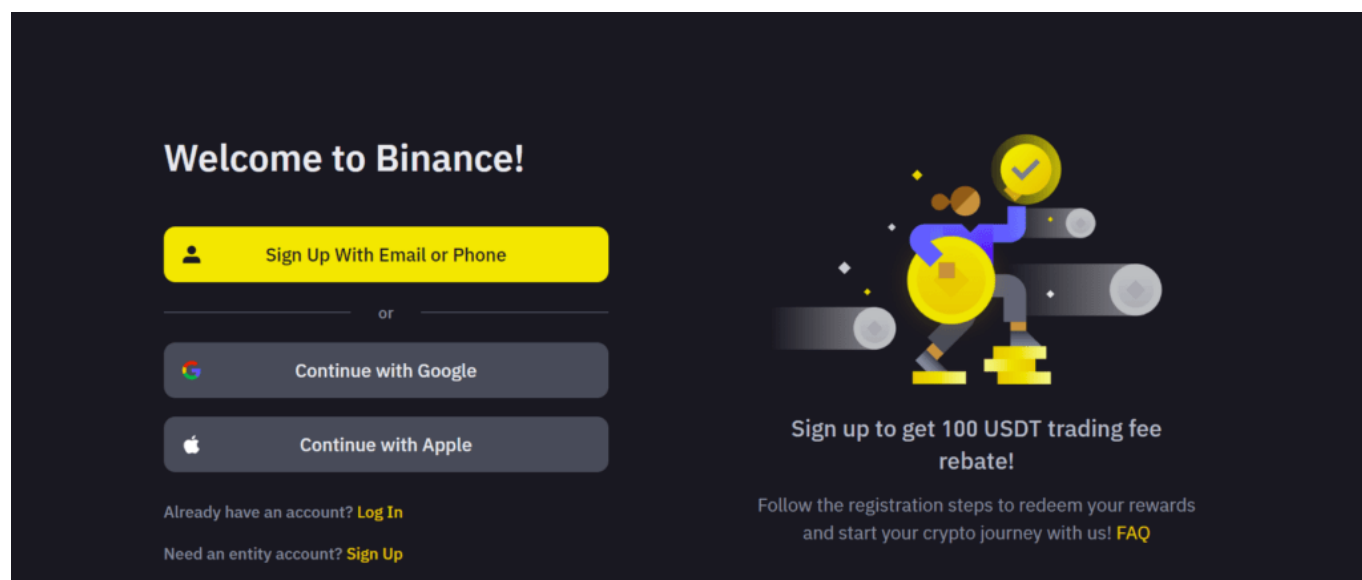 Welcome to Binance!
Sign Up With Email or Phone
or
Continue with Google
Continue with Apple
Already have an account? Log In
Need an entity account? Sign Up
Sign up to get 100 USDT trading fee
rebate!
Follow the registration steps to redeem your rewards
and start your crypto journey with us! FAQ